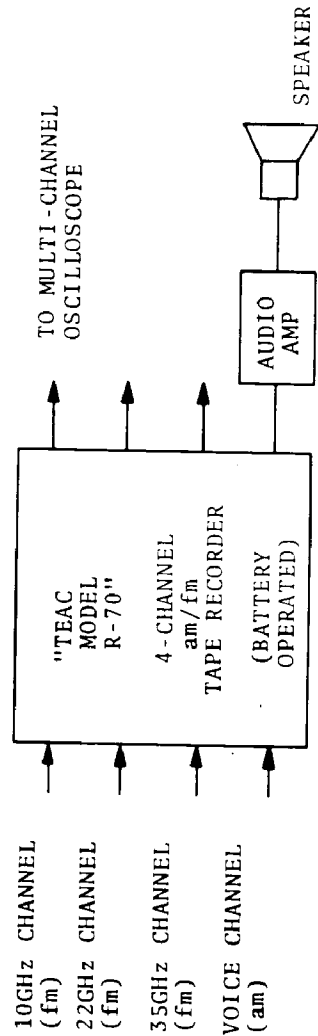 10GHz CHANNEL
(fm)
22GHz CHANNEL
(fm)
35GHz CHANNEL
(fm)
VOICE CHANNEL
(am)
"TEAC
MODEL
R-70"
4-CHANNEL
am/fm
TAPE RECORDER
(BATTERY
OPERATED)
TO MULTI-CHANNEL
OSCILLOSCOPE
AUDIO
AMP
SPEAKER